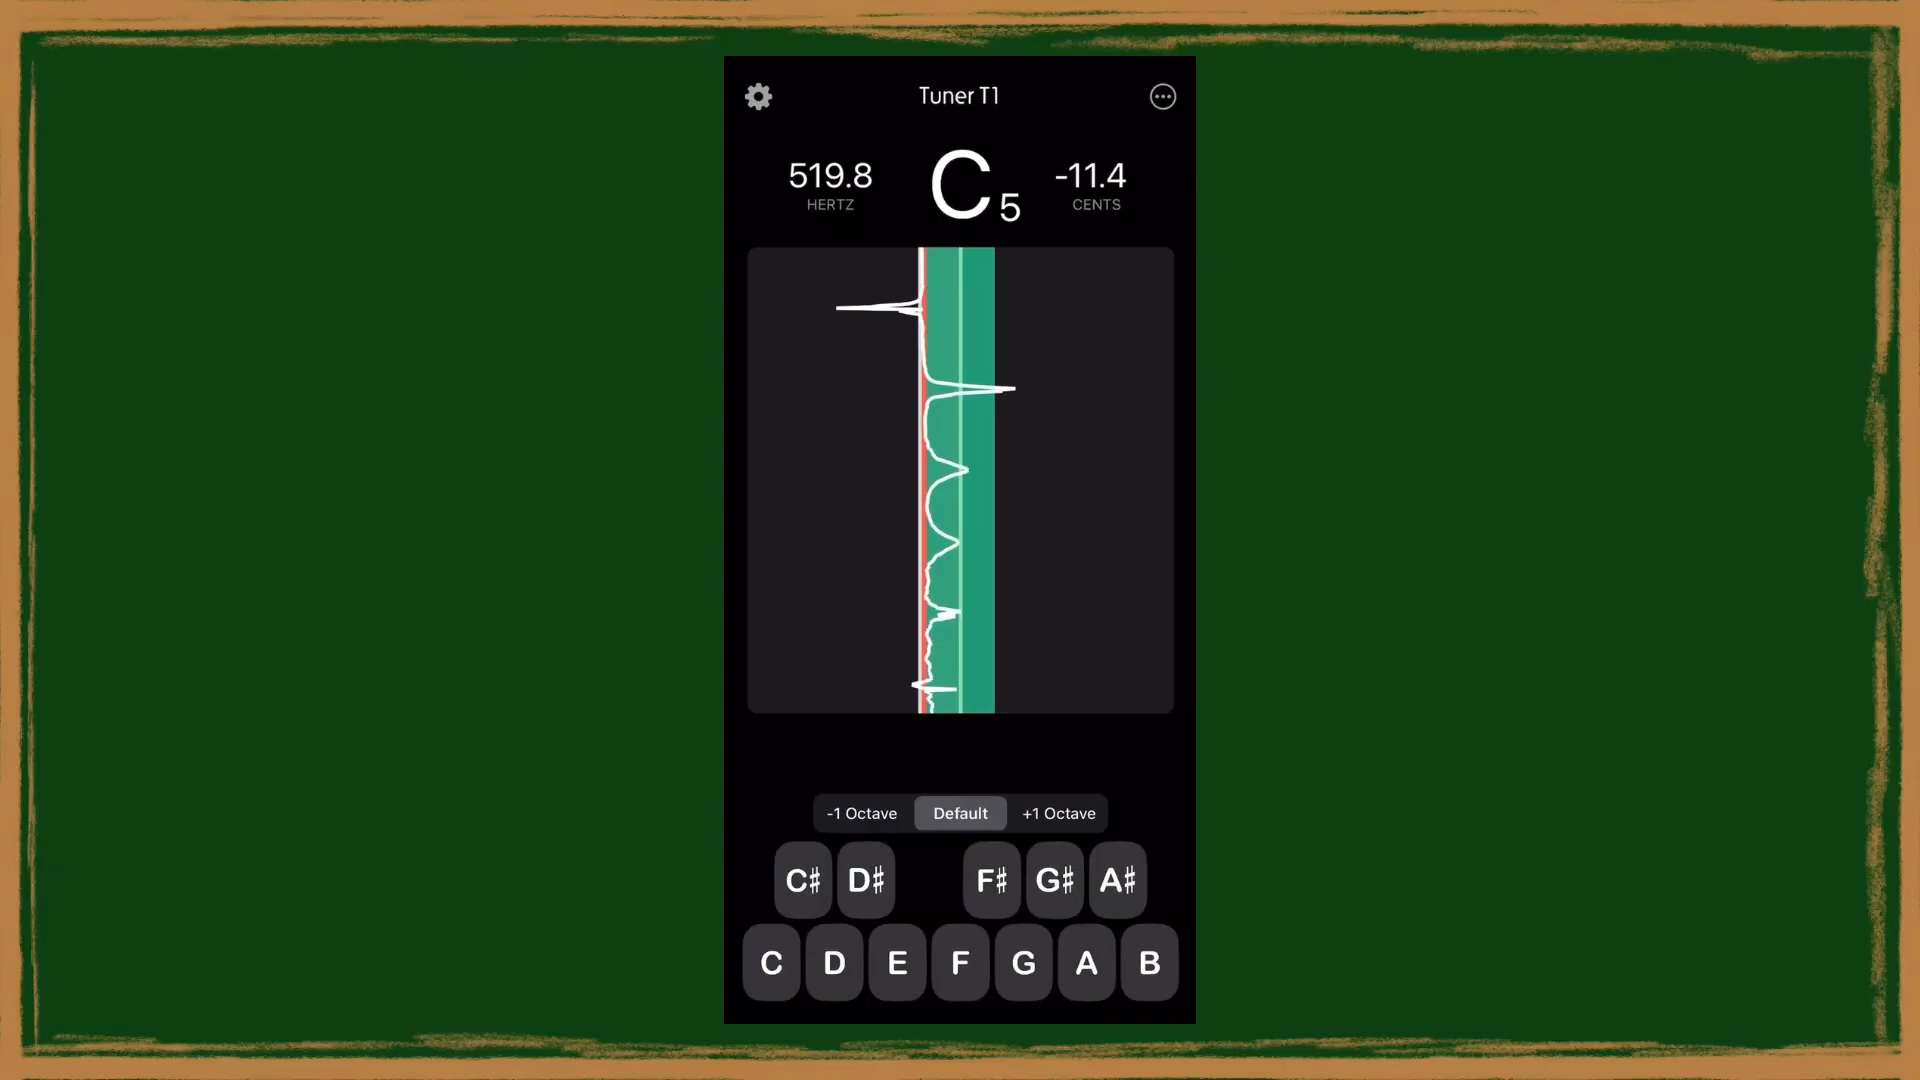 Tuner T1
519.8 C5 -11.4
HERTZ CENTS
-1 Octave Default +1 Octave
C♯ D♯ F♯ G♯ A♯
C D E F G A B